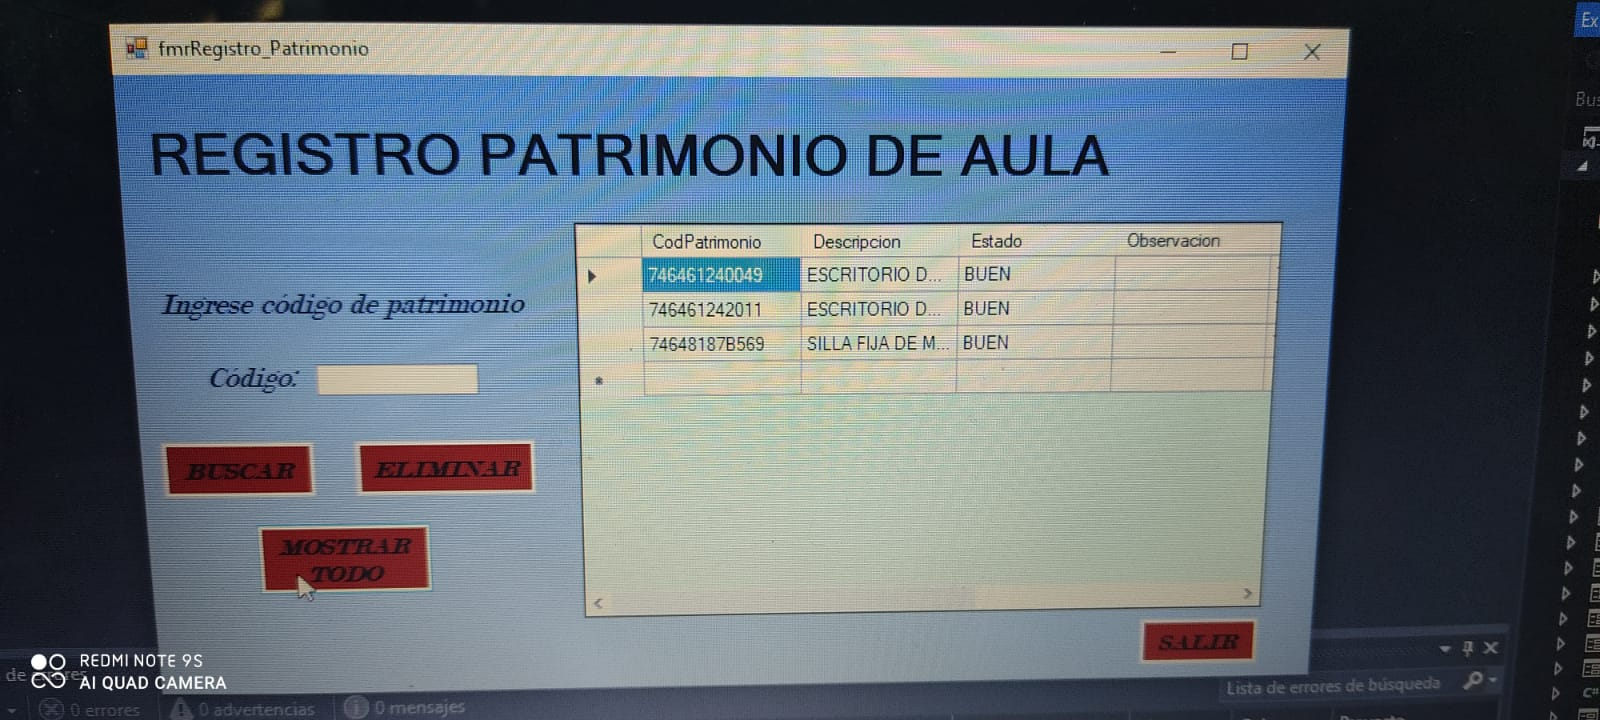 fmrRegistro_Patrimonio
REGISTRO PATRIMONIO DE AULA
Ingrese código de patrimonio
Código:
BUSCAR
ELIMINAR
MOSTRAR
TODO
CodPatrimonio Descripcion Estado Observacion
746461240049 ESCRITORIO D... BUEN
746461242011 ESCRITORIO D... BUEN
74648187B569 SILLA FIJA DE M... BUEN
SALIR
Ex
Bus
Lista de errores de búsqueda
0 errores
0 advertencias
0 mensajes
REDMI NOTE 9S
AI QUAD CAMERA